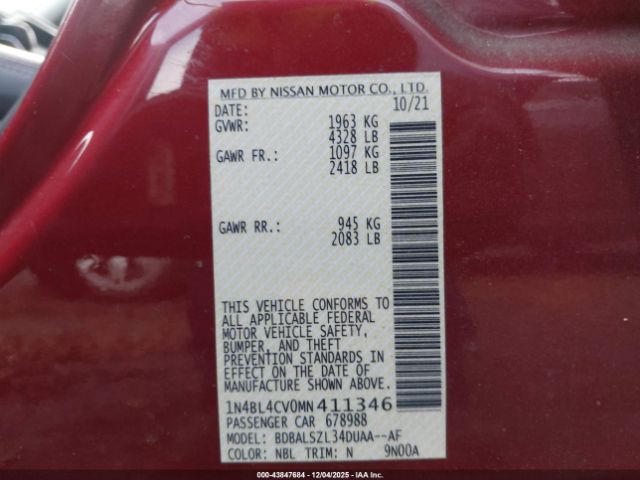 MFD BY NISSAN MOTOR CO., LTD.
DATE: 10/21
GVWR: 1963 KG
4328 LB
GAWR FR.: 1097 KG
2418 LB
GAWR RR.: 945 KG
2083 LB
THIS VEHICLE CONFORMS TO
ALL APPLICABLE FEDERAL
MOTOR VEHICLE SAFETY,
BUMPER, AND THEFT
PREVENTION STANDARDS IN
EFFECT ON THE DATE OF
MANUFACTURE SHOWN ABOVE.
1N4BL4CV0MN411346
PASSENGER CAR 678988
MODEL: BDBALSZL34DUAA--AF
COLOR: NBL TRIM: N 9N00A
© -- 43847684 | 12/04/2025 - IAAI